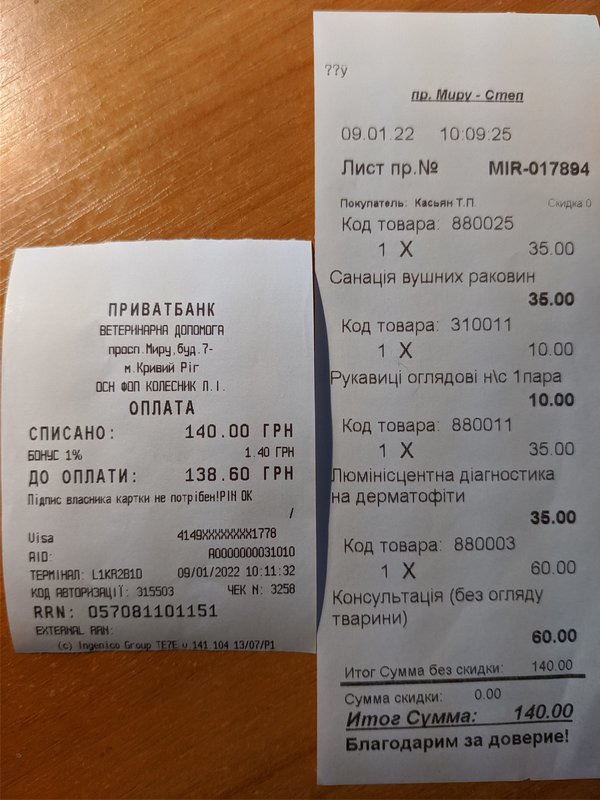 ПРИВАТБАНК
ВЕТЕРИНАРНА ДОПОМОГА
просп.Миру,буд.7-
м.Кривий Ріг
ОСН ФОП КОЛЕСНИК Л.І.
ОПЛАТА
СПИСАНО: 140.00 ГРН
БОНУС 1% 1.40 ГРН
ДО ОПЛАТИ: 138.60 ГРН
Підпис власника картки не потрібен!PIN OK
/
Visa 4149XXXXXXXX1778
AID: A0000000031010
ТЕРМІНАЛ: L1KR2B1D 09/01/2022 10:11:32
КОД АВТОРИЗАЦІЇ: 315503 ЧЕК N: 3258
RRN: 057081101151
EXTERNAL RRN:
(c) Ingenico Group TE7E v 141 104 13/07/P1
??у
пр. Миру - Степ
09.01.22 10:09:25
Лист пр.№ MIR-017894
Покупатель: Касьян Т.П. Скидка 0
Код товара: 880025
1 X 35.00
Санація вушних раковин
35.00
Код товара: 310011
1 X 10.00
Рукавиці оглядові н\с 1пара
10.00
Код товара: 880011
1 X 35.00
Люмінісцентна діагностика
на дерматофіти
35.00
Код товара: 880003
1 X 60.00
Консультація (без огляду
тварини)
60.00
Итог Сумма без скидки: 140.00
Сумма скидки: 0.00
Итог Сумма: 140.00
Благодарим за доверие!